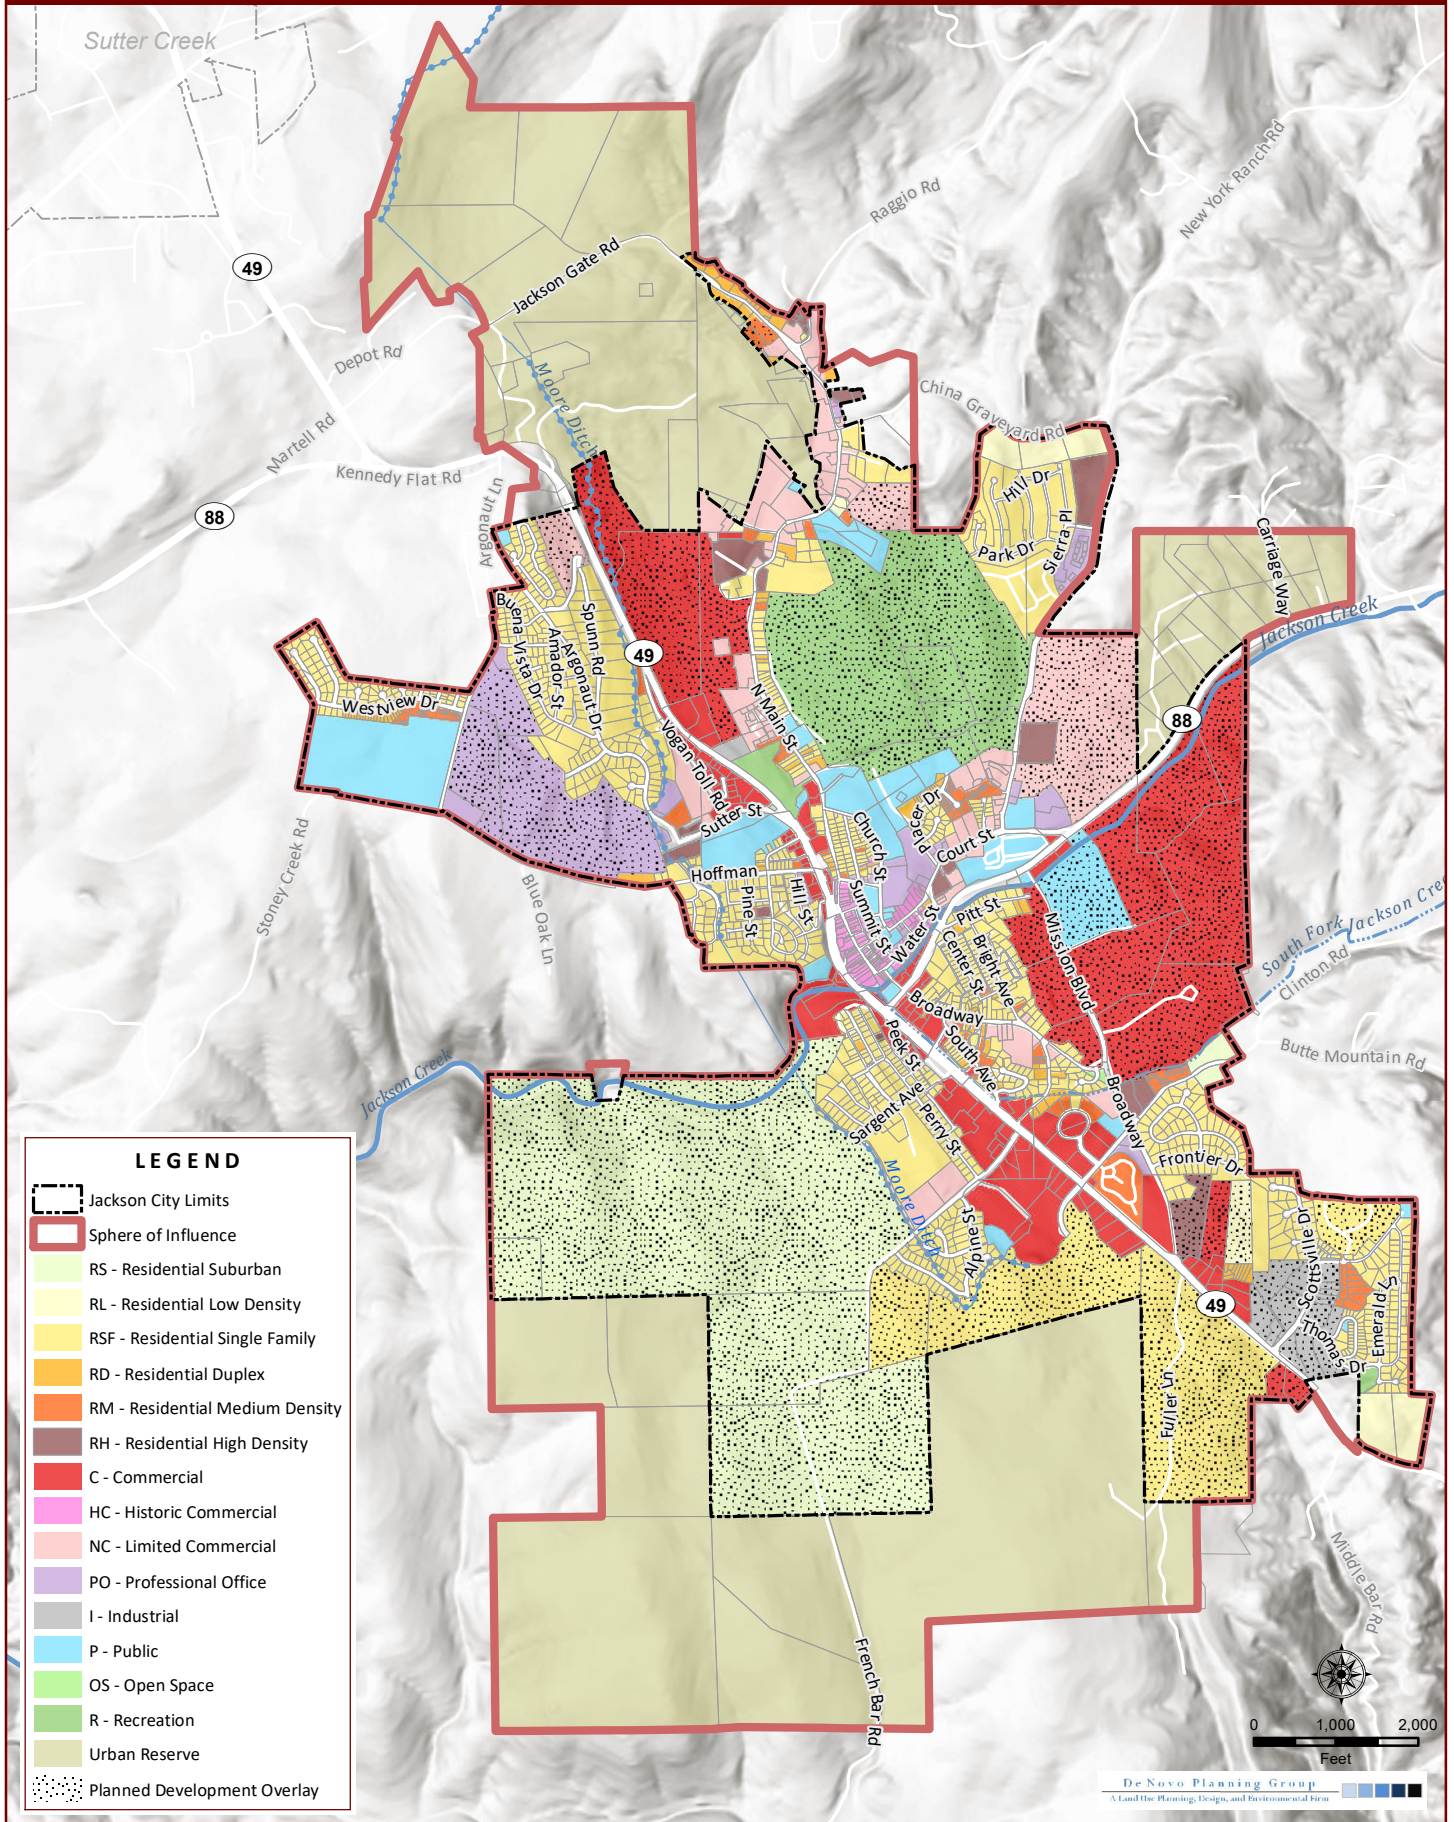 Sutter Creek
49
Raggio Rd
New York Ranch Rd
Jackson Gate Rd
Depot Rd
Moore Ditch
China Graveyard Rd
Martell Rd
Kennedy Flat Rd
Argonaut Ln
88
Hill Dr
Park Dr
Sierra Pl
Carriage Way
Jackson Creek
Buena Vista Dr
Amador St
Argonaut Dr
Spunn Rd
49
Westview Dr
N Main St
Vogan Toll Rd
88
Sutter St
Church St
Placer Dr
Court St
Stoney Creek Rd
Blue Oak Ln
Hoffman
Pine St
Hill St
Summit St
Water St
Pitt St
Center St
Bright Ave
Mission Blvd
South Fork Jackson Cree
Clinton Rd
Broadway
Peek St
South Ave
Butte Mountain Rd
Jackson Creek
Sargent Ave
Perry St
Broadway
Frontier Dr
Moore Ditch
Alpine St
Scottsville Dr
49
Thomas Dr
Emerald
Fuller Ln
Middle Bar Rd
French Bar Rd
LEGEND
Jackson City Limits
Sphere of Influence
RS - Residential Suburban
RL - Residential Low Density
RSF - Residential Single Family
RD - Residential Duplex
RM - Residential Medium Density
RH - Residential High Density
C - Commercial
HC - Historic Commercial
NC - Limited Commercial
PO - Professional Office
I - Industrial
P - Public
OS - Open Space
R - Recreation
Urban Reserve
Planned Development Overlay
0 1,000 2,000
Feet
De Novo Planning Group
A Land Use Planning, Design, and Environmental Firm